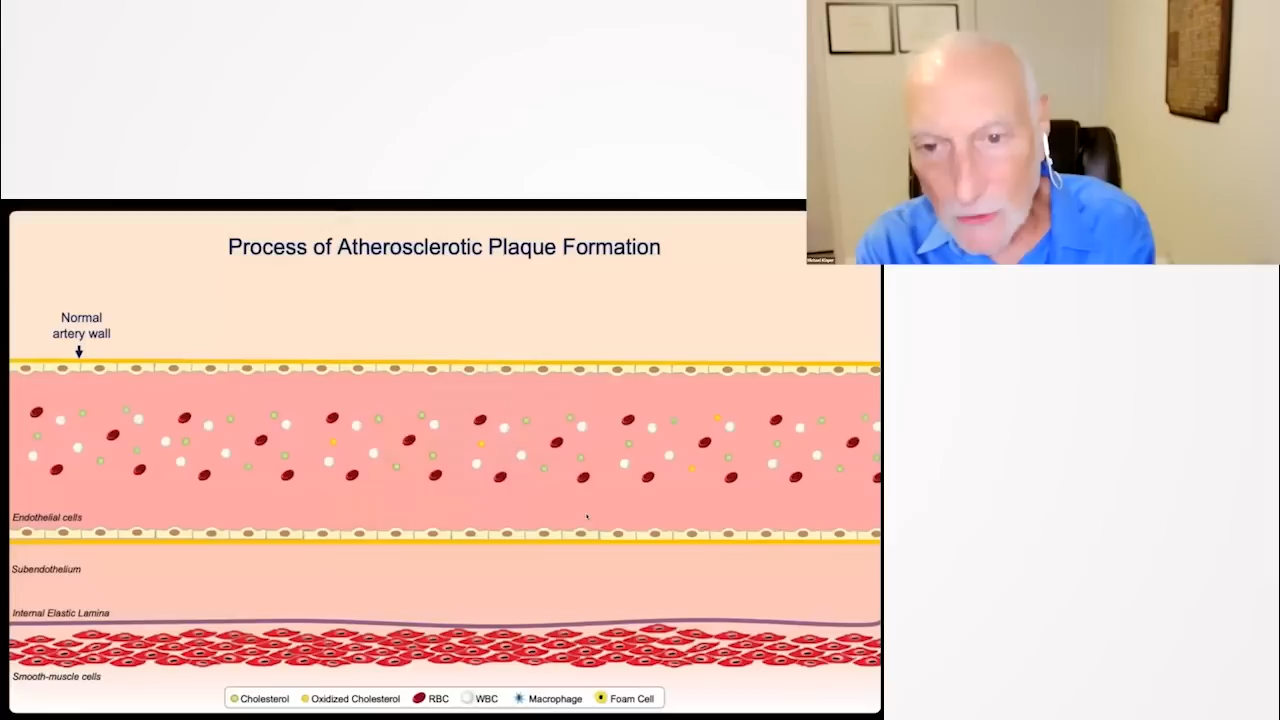 Process of Atherosclerotic Plaque Formation
Normal
artery wall
Endothelial cells
Subendothelium
Internal Elastic Lamina
Smooth-muscle cells
Cholesterol
Oxidized Cholesterol
RBC
WBC
Macrophage
Foam Cell